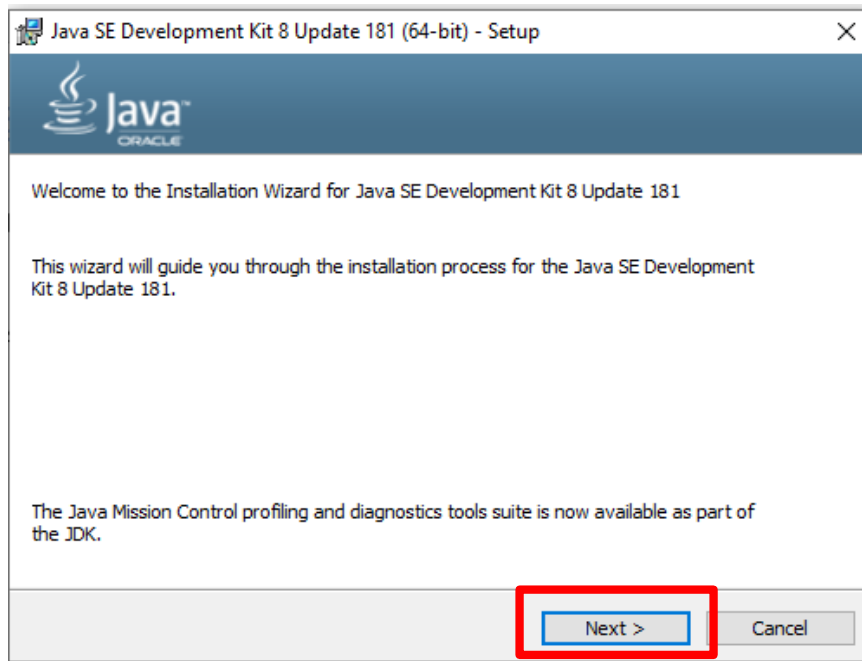 Java SE Development Kit 8 Update 181 (64-bit) - Setup
Java™
ORACLE
Welcome to the Installation Wizard for Java SE Development Kit 8 Update 181
This wizard will guide you through the installation process for the Java SE Development
Kit 8 Update 181.
The Java Mission Control profiling and diagnostics tools suite is now available as part of
the JDK.
Next >
Cancel